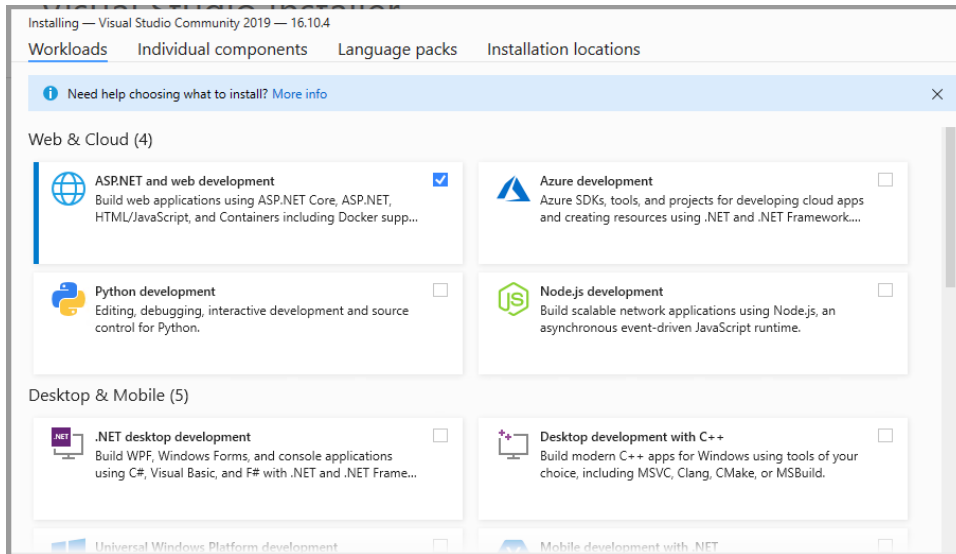 Visual Studio Installer
Installing — Visual Studio Community 2019 — 16.10.4
Workloads Individual components Language packs Installation locations
Need help choosing what to install? More info
Web & Cloud (4)
ASP.NET and web development
Build web applications using ASP.NET Core, ASP.NET,
HTML/JavaScript, and Containers including Docker supp...
Azure development
Azure SDKs, tools, and projects for developing cloud apps
and creating resources using .NET and .NET Framework....
Python development
Editing, debugging, interactive development and source
control for Python.
Node.js development
Build scalable network applications using Node.js, an
asynchronous event-driven JavaScript runtime.
Desktop & Mobile (5)
.NET desktop development
Build WPF, Windows Forms, and console applications
using C#, Visual Basic, and F# with .NET and .NET Frame...
Desktop development with C++
Build modern C++ apps for Windows using tools of your
choice, including MSVC, Clang, CMake, or MSBuild.
Universal Windows Platform development
Mobile development with .NET